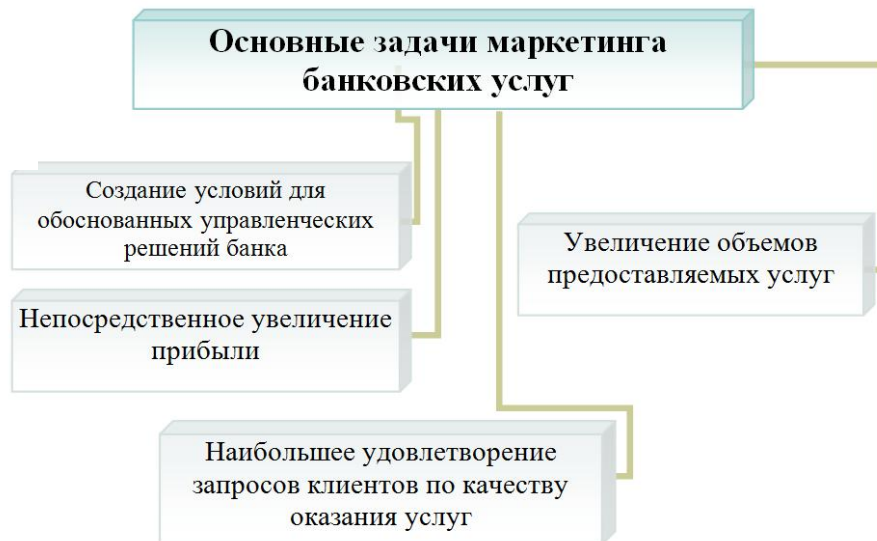 Основные задачи маркетинга
банковских услуг
Создание условий для
обоснованных управленческих
решений банка
Увеличение объемов
предоставляемых услуг
Непосредственное увеличение
прибыли
Наибольшее удовлетворение
запросов клиентов по качеству
оказания услуг